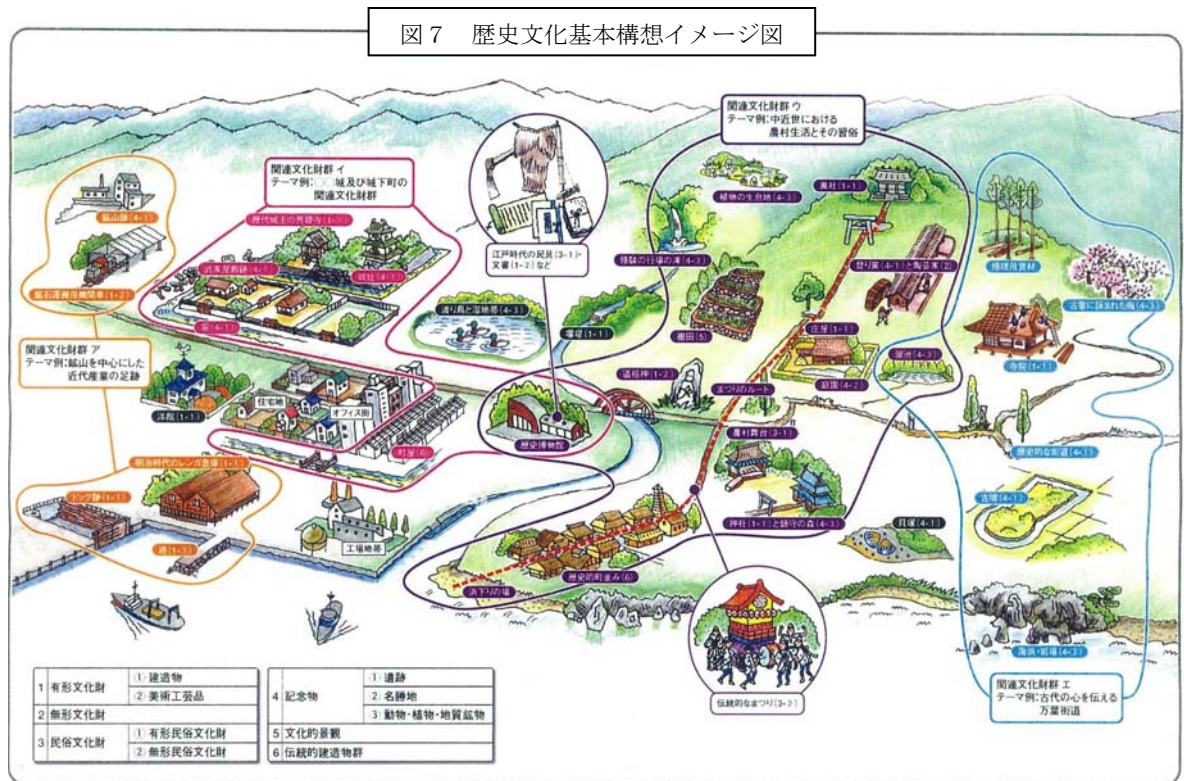 図7 歴史文化基本構想イメージ図
関連文化財群 ウ
テーマ例:中近世における
農村生活とその習俗
関連文化財群 イ
テーマ例:○○城及び城下町の
関連文化財群
鉱山跡(4-1)
鉱石運搬用機関車(1-2)
歴代城主の菩提寺(1-1)
武家屋敷跡(4-1)
城址(4-1)
堀(4-1)
江戸時代の民具(3-1)・
文書(1-2)など
植物の生息地(4-3)
奥社(1-1)
修験の行場の滝(4-3)
登り窯(4-1)と陶芸家(2)
修理用資材
古歌に詠まれた梅(4-3)
渡り鳥と湿地帯(4-3)
堰堤(1-1)
棚田(5)
庄屋(1-1)
庭園(4-2)
寺院(1-1)
関連文化財群 ア
テーマ例:鉱山を中心にした
近代産業の足跡
洋館(1-1)
住宅地
オフィス街
町屋(6)
歴史博物館
道祖神(1-2)
まつりのルート
農村舞台(3-1)
神社(1-1)と鎮守の森(4-3)
歴史的な街道(4-1)
明治時代のレンガ倉庫(1-1)
ドック跡(1-1)
港(1-1)
工場地帯
古墳(4-1)
貝塚(4-1)
歴史的町並み(6)
浜下りの場
海浜・岩場(4-3)
伝統的なまつり(3-2)
関連文化財群 エ
テーマ例:古代の心を伝える
万葉街道
1 有形文化財
① 建造物
② 美術工芸品
2 無形文化財
3 民俗文化財
① 有形民俗文化財
② 無形民俗文化財
4 記念物
① 遺跡
② 名勝地
③ 動物・植物・地質鉱物
5 文化的景観
6 伝統的建造物群